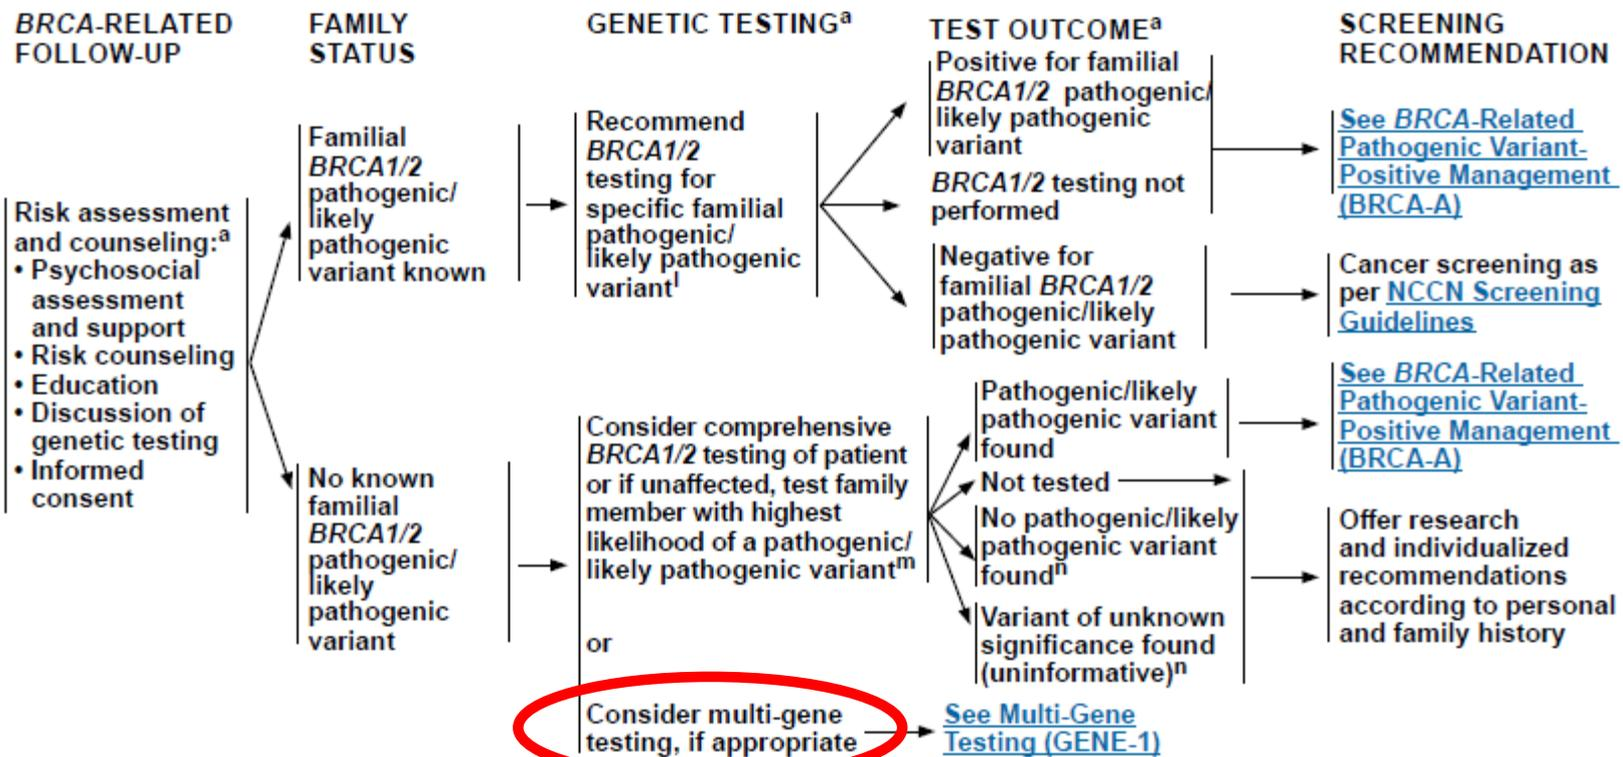 BRCA-RELATED
FOLLOW-UP
FAMILY
STATUS
GENETIC TESTINGᵃ
TEST OUTCOMEᵃ
SCREENING
RECOMMENDATION
Risk assessment
and counseling:ᵃ
• Psychosocial
assessment
and support
• Risk counseling
• Education
• Discussion of
genetic testing
• Informed
consent
Familial
BRCA1/2
pathogenic/
likely
pathogenic
variant known
Recommend
BRCA1/2
testing for
specific familial
pathogenic/
likely pathogenic
variantˡ
Positive for familial
BRCA1/2 pathogenic/
likely pathogenic
variant
BRCA1/2 testing not
performed
See BRCA-Related
Pathogenic Variant-
Positive Management
(BRCA-A)
Negative for
familial BRCA1/2
pathogenic/likely
pathogenic variant
Cancer screening as
per NCCN Screening
Guidelines
No known
familial
BRCA1/2
pathogenic/
likely
pathogenic
variant
Consider comprehensive
BRCA1/2 testing of patient
or if unaffected, test family
member with highest
likelihood of a pathogenic/
likely pathogenic variantᵐ
or
Consider multi-gene
testing, if appropriate
Pathogenic/likely
pathogenic variant
found
See BRCA-Related
Pathogenic Variant-
Positive Management
(BRCA-A)
Not tested
No pathogenic/likely
pathogenic variant
foundⁿ
Variant of unknown
significance found
(uninformative)ⁿ
Offer research
and individualized
recommendations
according to personal
and family history
See Multi-Gene
Testing (GENE-1)